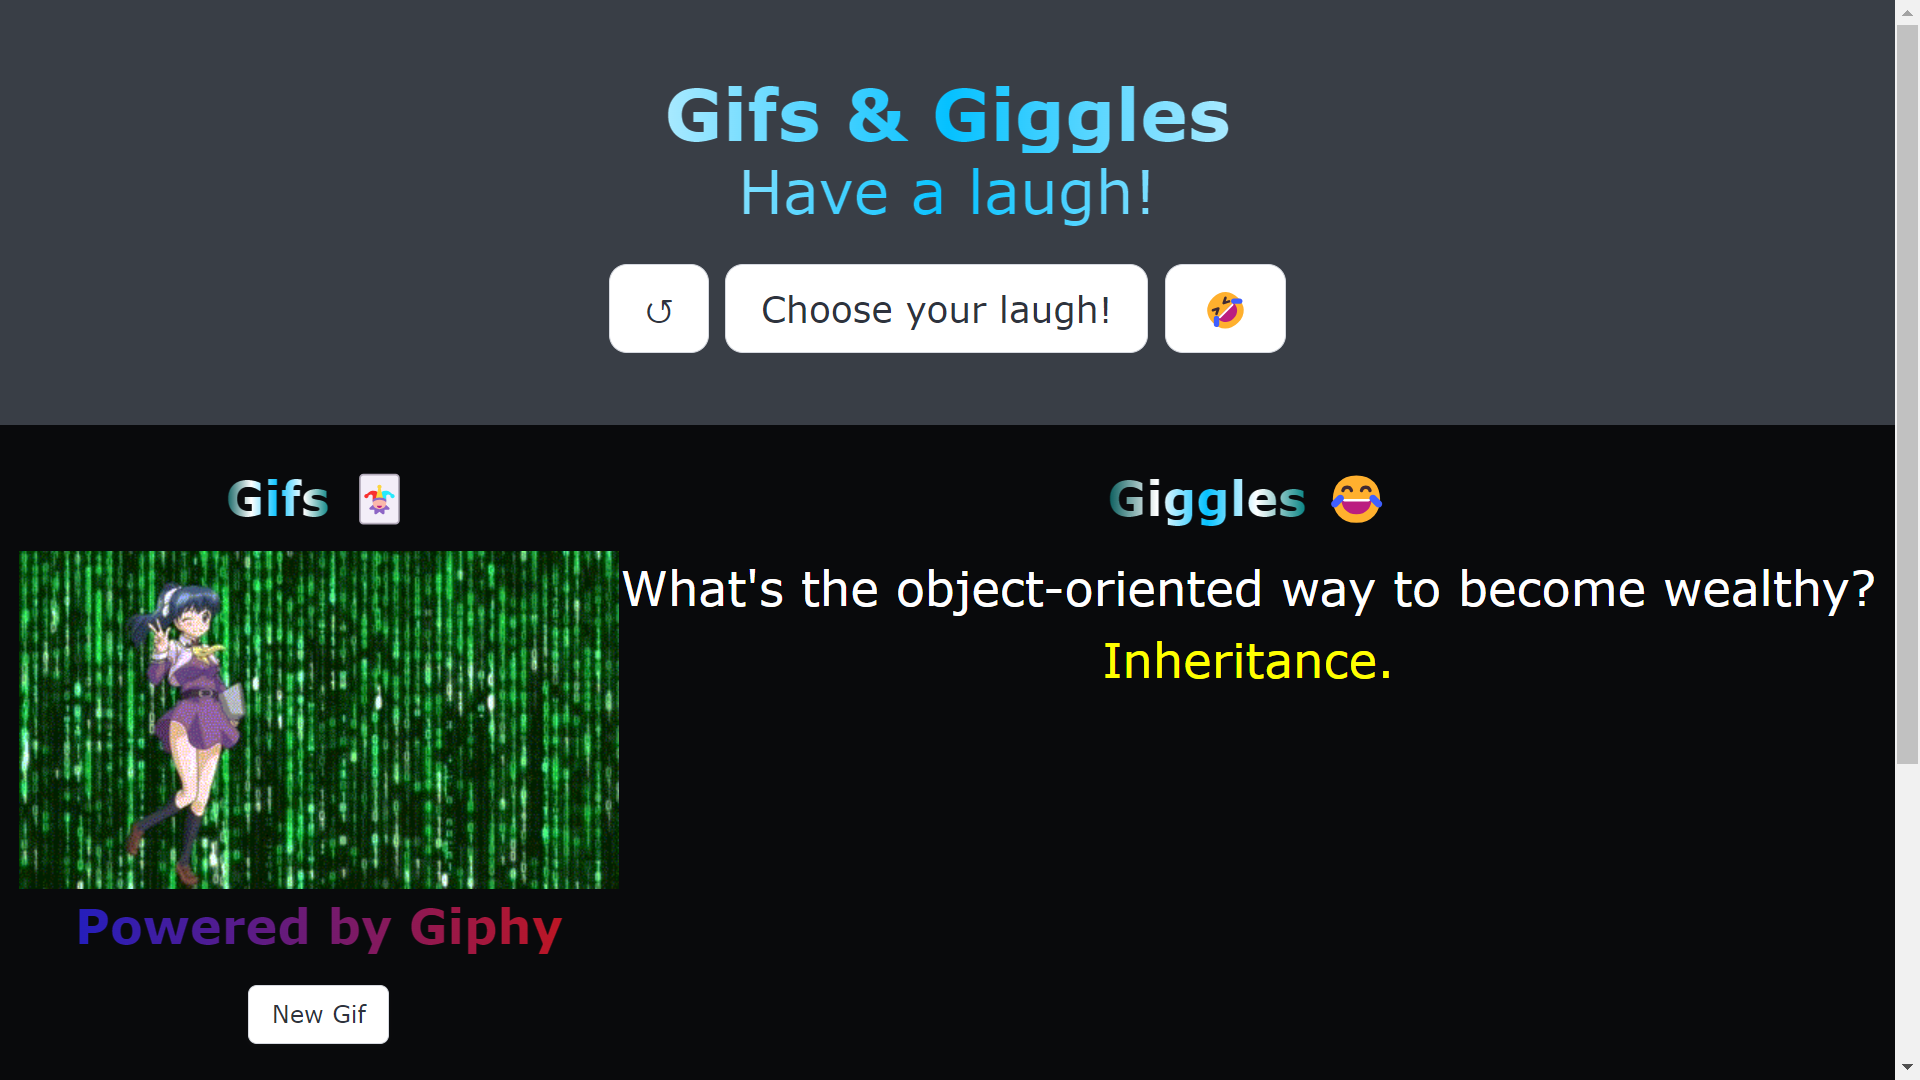 Gifs & Giggles
Have a laugh!
↺
Choose your laugh!
🤣
Gifs 🃏
Giggles 😂
What's the object-oriented way to become wealthy?
Inheritance.
Powered by Giphy
New Gif